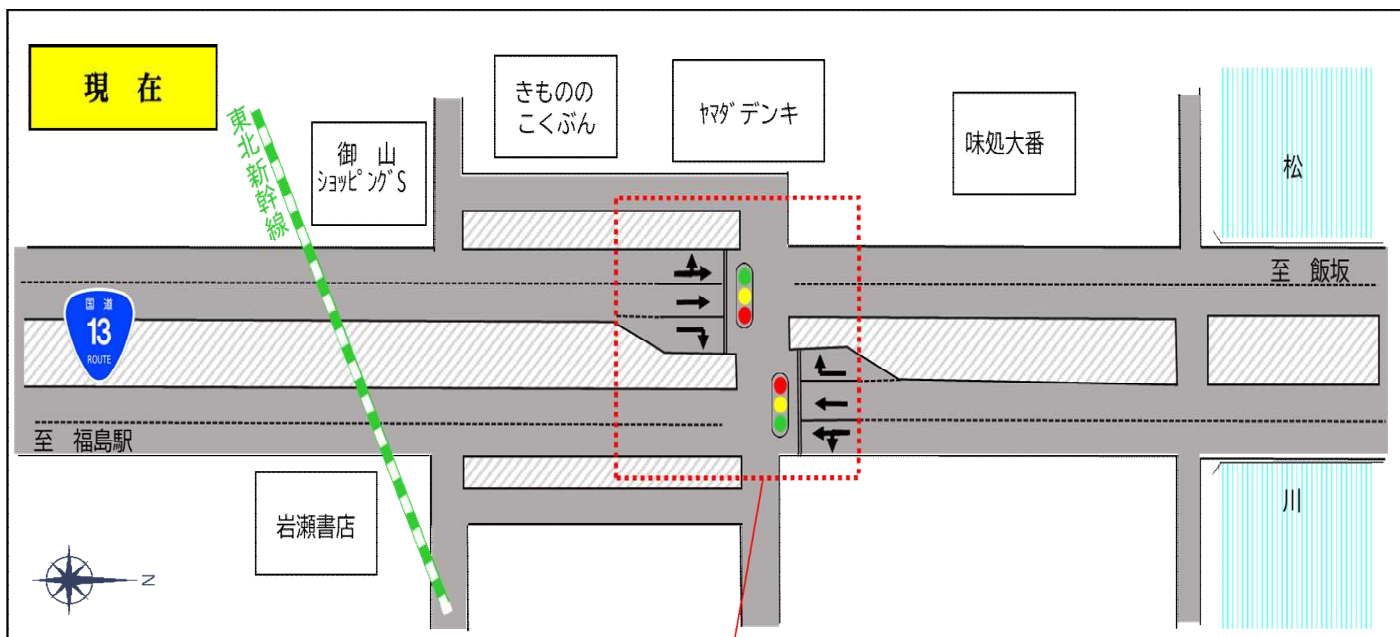 現 在
東北新幹線
御 山
ショッピングS
きものの
こくぶん
ﾔﾏﾀﾞデンキ
味処大番
松
至 飯坂
国道
13
ROUTE
至 福島駅
岩瀬書店
川
N